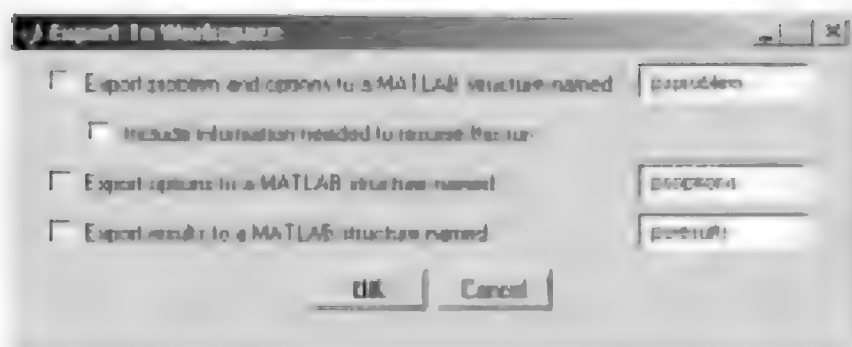 Export To Workspace
Export problem and options to a MATLAB structure named psproblem
Include information needed to resume this run
Export options to a MATLAB structure named
Export results to a MATLAB structure named
OK Cancel